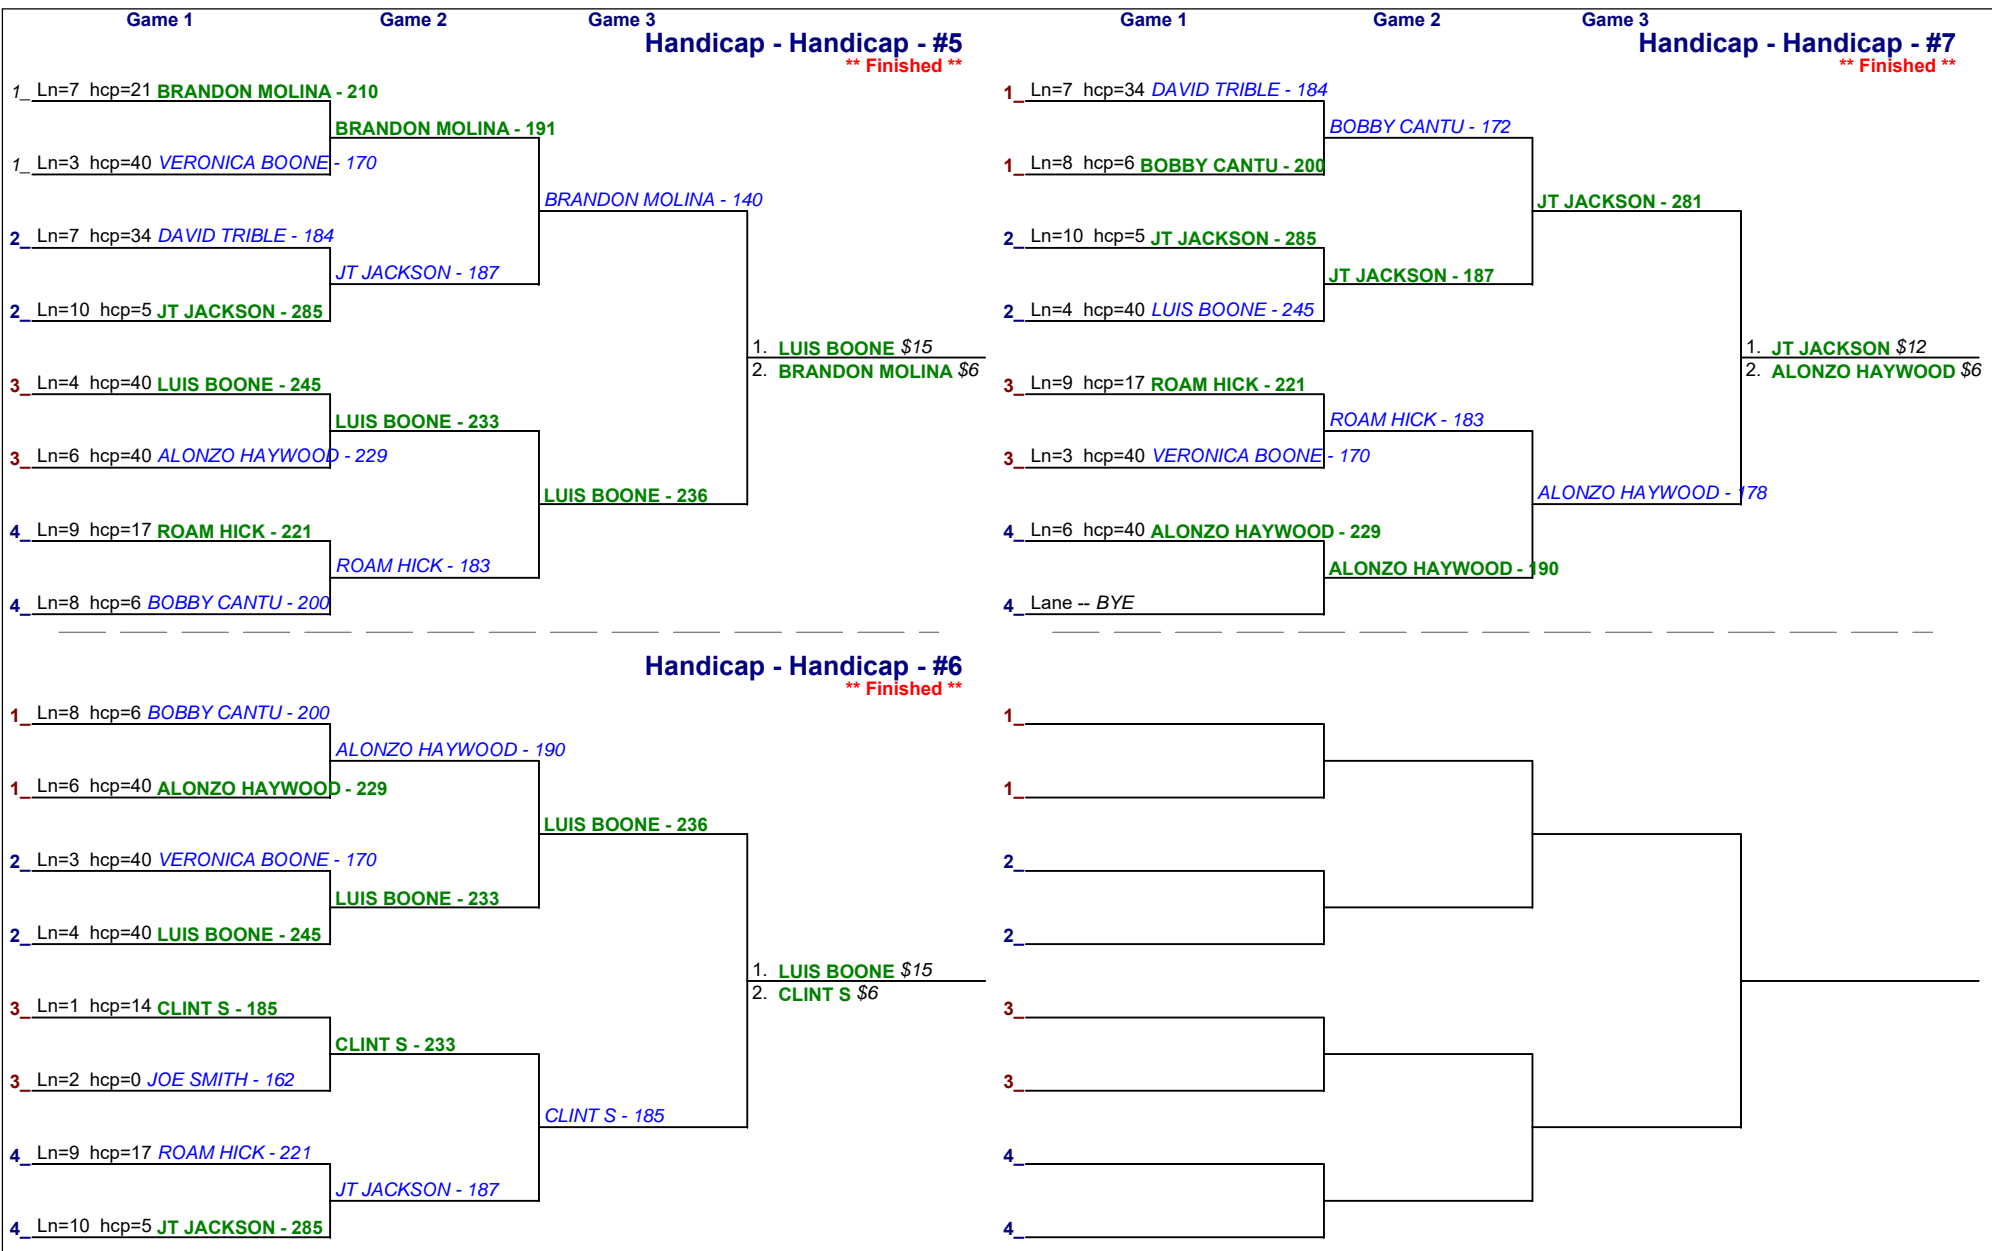 Game 1 Game 2 Game 3
Handicap - Handicap - #5
** Finished **
1_ Ln=7 hcp=21 BRANDON MOLINA - 210
BRANDON MOLINA - 191
1_ Ln=3 hcp=40 VERONICA BOONE - 170
BRANDON MOLINA - 140
2_ Ln=7 hcp=34 DAVID TRIBLE - 184
JT JACKSON - 187
2_ Ln=10 hcp=5 JT JACKSON - 285
1. LUIS BOONE $15
2. BRANDON MOLINA $6
3_ Ln=4 hcp=40 LUIS BOONE - 245
LUIS BOONE - 233
3_ Ln=6 hcp=40 ALONZO HAYWOOD - 229
LUIS BOONE - 236
4_ Ln=9 hcp=17 ROAM HICK - 221
ROAM HICK - 183
4_ Ln=8 hcp=6 BOBBY CANTU - 200
Handicap - Handicap - #6
** Finished **
1_ Ln=8 hcp=6 BOBBY CANTU - 200
ALONZO HAYWOOD - 190
1_ Ln=6 hcp=40 ALONZO HAYWOOD - 229
LUIS BOONE - 236
2_ Ln=3 hcp=40 VERONICA BOONE - 170
LUIS BOONE - 233
2_ Ln=4 hcp=40 LUIS BOONE - 245
1. LUIS BOONE $15
2. CLINT S $6
3_ Ln=1 hcp=14 CLINT S - 185
CLINT S - 233
3_ Ln=2 hcp=0 JOE SMITH - 162
CLINT S - 185
4_ Ln=9 hcp=17 ROAM HICK - 221
JT JACKSON - 187
4_ Ln=10 hcp=5 JT JACKSON - 285
Game 1 Game 2 Game 3
Handicap - Handicap - #7
** Finished **
1_ Ln=7 hcp=34 DAVID TRIBLE - 184
BOBBY CANTU - 172
1_ Ln=8 hcp=6 BOBBY CANTU - 200
JT JACKSON - 281
2_ Ln=10 hcp=5 JT JACKSON - 285
JT JACKSON - 187
2_ Ln=4 hcp=40 LUIS BOONE - 245
1. JT JACKSON $12
2. ALONZO HAYWOOD $6
3_ Ln=9 hcp=17 ROAM HICK - 221
ROAM HICK - 183
3_ Ln=3 hcp=40 VERONICA BOONE - 170
ALONZO HAYWOOD - 178
4_ Ln=6 hcp=40 ALONZO HAYWOOD - 229
ALONZO HAYWOOD - 190
4_ Lane -- BYE
1_
1_
2_
2_
3_
3_
4_
4_